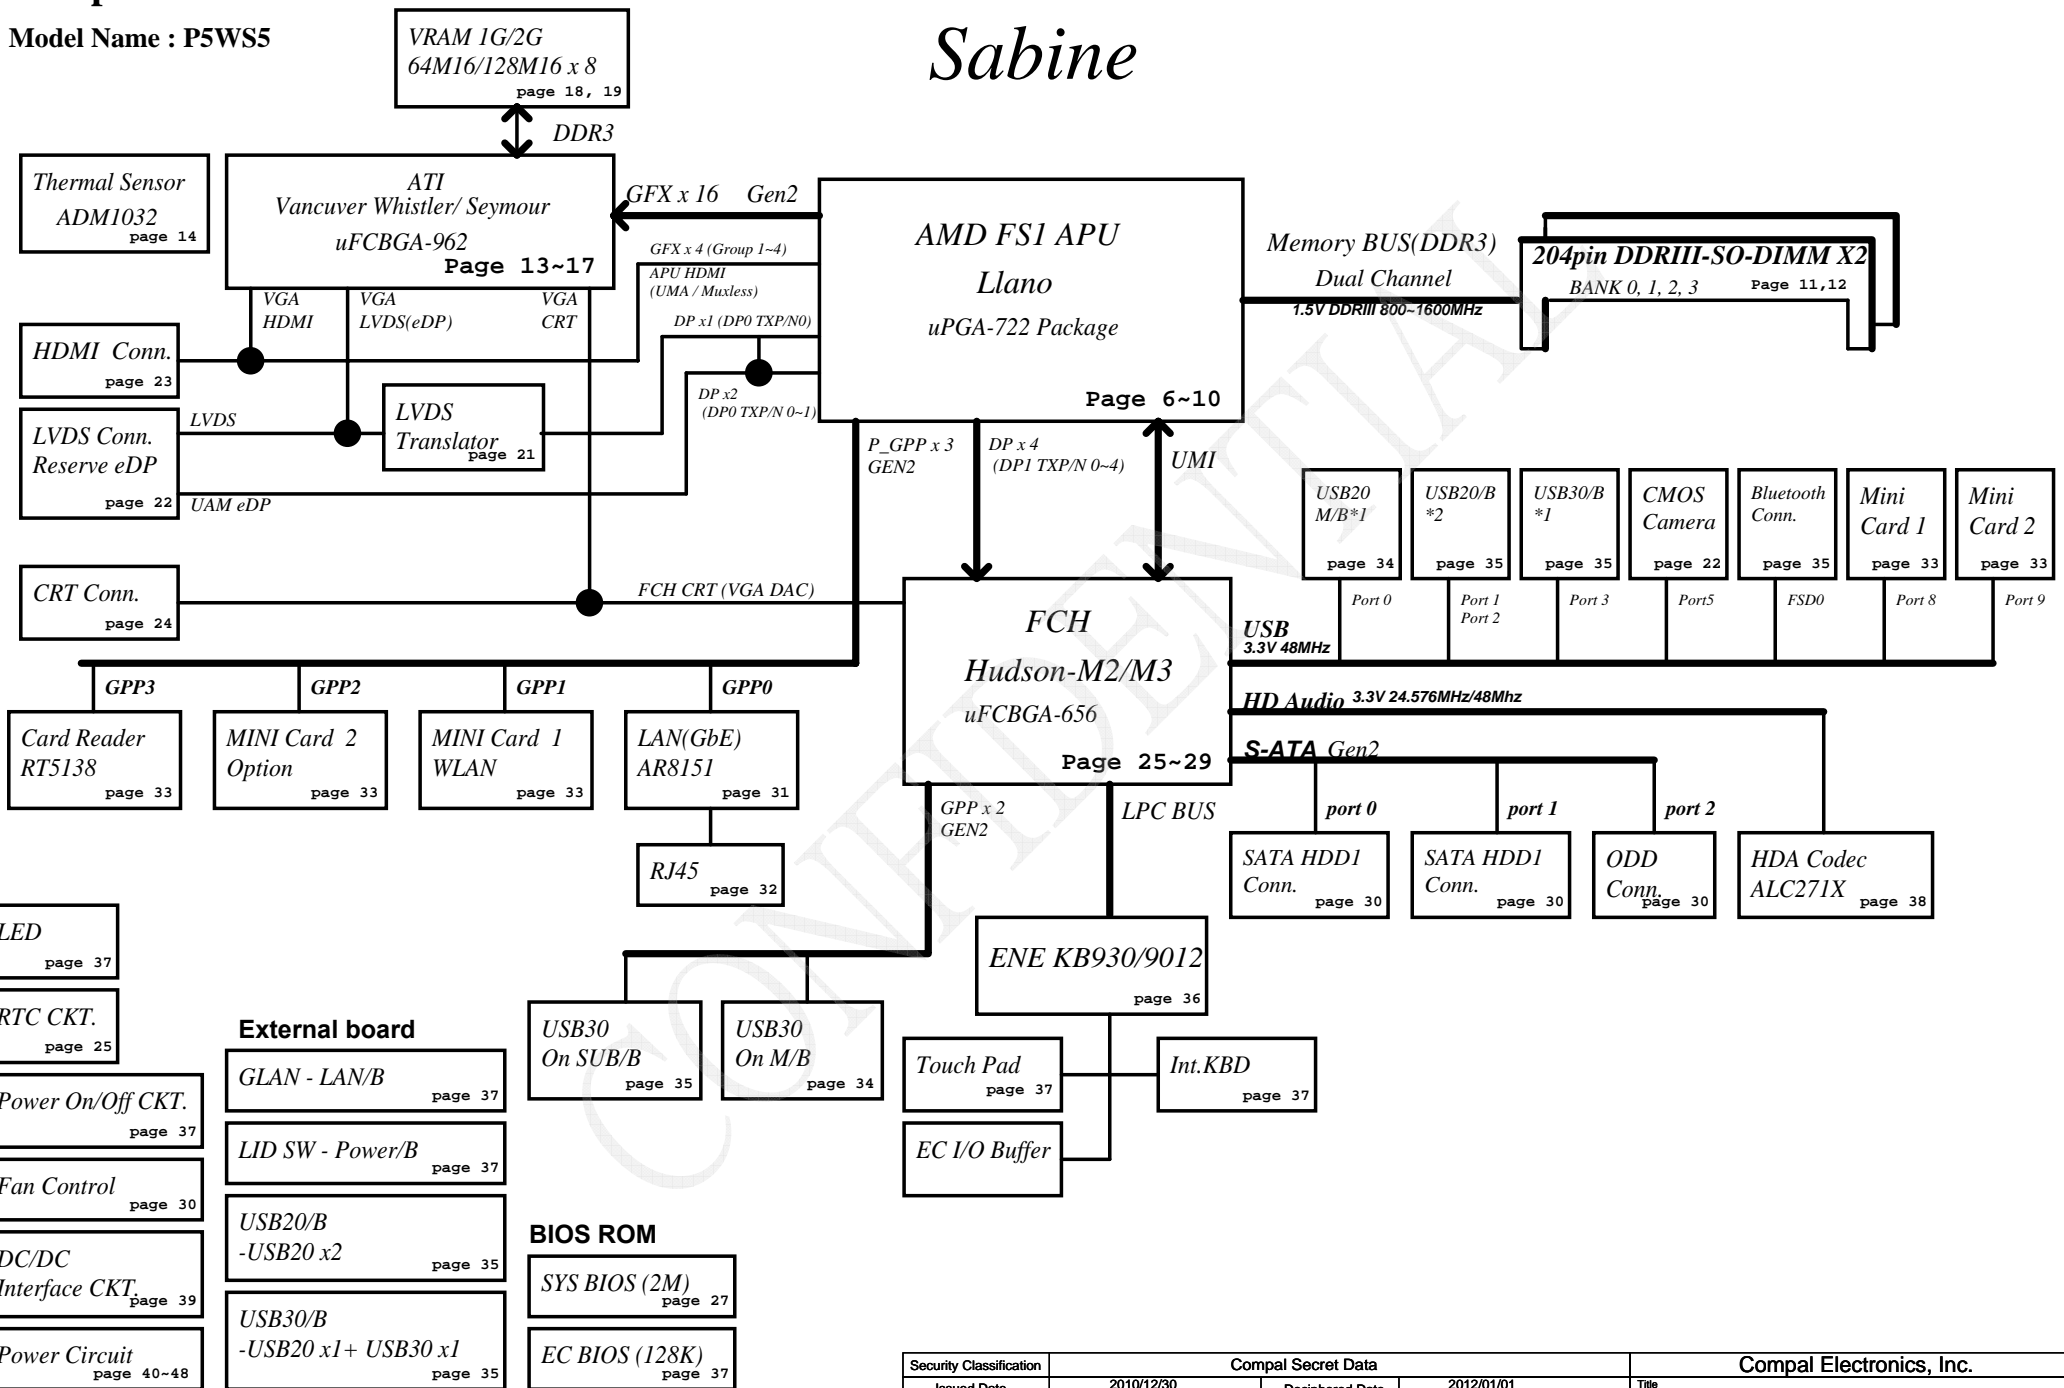 Model Name : P5WS5
Sabine
VRAM 1G/2G
64M16/128M16 x 8
page 18, 19
DDR3
Thermal Sensor
ADM1032
page 14
ATI
Vancuver Whistler/ Seymour
uFCBGA-962
Page 13~17
GFX x 16 Gen2
GFX x 4 (Group 1~4)
APU HDMI
(UMA / Muxless)
DP x1 (DP0 TXP/N0)
DP x2
(DP0 TXP/N 0~1)
AMD FS1 APU
Llano
uPGA-722 Package
Page 6~10
Memory BUS(DDR3)
Dual Channel
1.5V DDRIII 800~1600MHz
204pin DDRIII-SO-DIMM X2
BANK 0, 1, 2, 3
Page 11,12
VGA
HDMI
VGA
LVDS(eDP)
VGA
CRT
HDMI Conn.
page 23
LVDS Conn.
Reserve eDP
page 22
LVDS
LVDS
Translator
page 21
UAM eDP
CRT Conn.
page 24
FCH CRT (VGA DAC)
P_GPP x 3
GEN2
DP x 4
(DP1 TXP/N 0~4)
UMI
USB20
M/B*1
page 34
USB20/B
*2
page 35
USB30/B
*1
page 35
CMOS
Camera
page 22
Bluetooth
Conn.
page 35
Mini
Card 1
page 33
Mini
Card 2
page 33
Port 0
Port 1
Port 2
Port 3
Port5
FSD0
Port 8
Port 9
FCH
Hudson-M2/M3
uFCBGA-656
Page 25~29
USB
3.3V 48MHz
HD Audio 3.3V 24.576MHz/48Mhz
S-ATA Gen2
GPP3
GPP2
GPP1
GPP0
Card Reader
RT5138
page 33
MINI Card 2
Option
page 33
MINI Card 1
WLAN
page 33
LAN(GbE)
AR8151
page 31
RJ45
page 32
GPP x 2
GEN2
LPC BUS
port 0
port 1
port 2
SATA HDD1
Conn.
page 30
SATA HDD1
Conn.
page 30
ODD
Conn.
page 30
HDA Codec
ALC271X
page 38
ENE KB930/9012
page 36
USB30
On SUB/B
page 35
USB30
On M/B
page 34
Touch Pad
page 37
Int.KBD
page 37
EC I/O Buffer
LED
page 37
RTC CKT.
page 25
Power On/Off CKT.
page 37
Fan Control
page 30
DC/DC
Interface CKT.
page 39
Power Circuit
page 40~48
External board
GLAN - LAN/B
page 37
LID SW - Power/B
page 37
USB20/B
-USB20 x2
page 35
USB30/B
-USB20 x1+ USB30 x1
page 35
BIOS ROM
SYS BIOS (2M)
page 27
EC BIOS (128K)
page 37
CONFIDENTIAL
Security Classification
Compal Secret Data
Compal Electronics, Inc.
Issued Date
2010/12/30
Deciphered Date
2012/01/01
Title